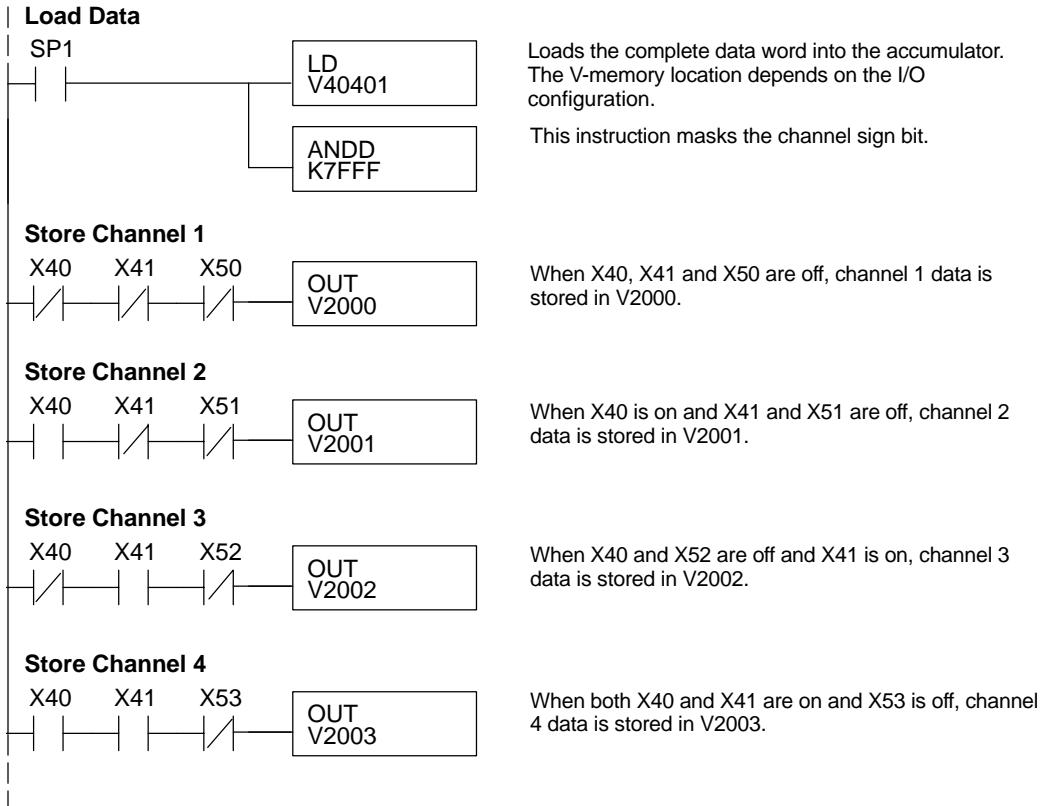 Load Data
SP1
LD
V40401
Loads the complete data word into the accumulator.
The V-memory location depends on the I/O
configuration.
ANDD
K7FFF
This instruction masks the channel sign bit.
Store Channel 1
X40 X41 X50
OUT
V2000
When X40, X41 and X50 are off, channel 1 data is
stored in V2000.
Store Channel 2
X40 X41 X51
OUT
V2001
When X40 is on and X41 and X51 are off, channel 2
data is stored in V2001.
Store Channel 3
X40 X41 X52
OUT
V2002
When X40 and X52 are off and X41 is on, channel 3
data is stored in V2002.
Store Channel 4
X40 X41 X53
OUT
V2003
When both X40 and X41 are on and X53 is off, channel
4 data is stored in V2003.